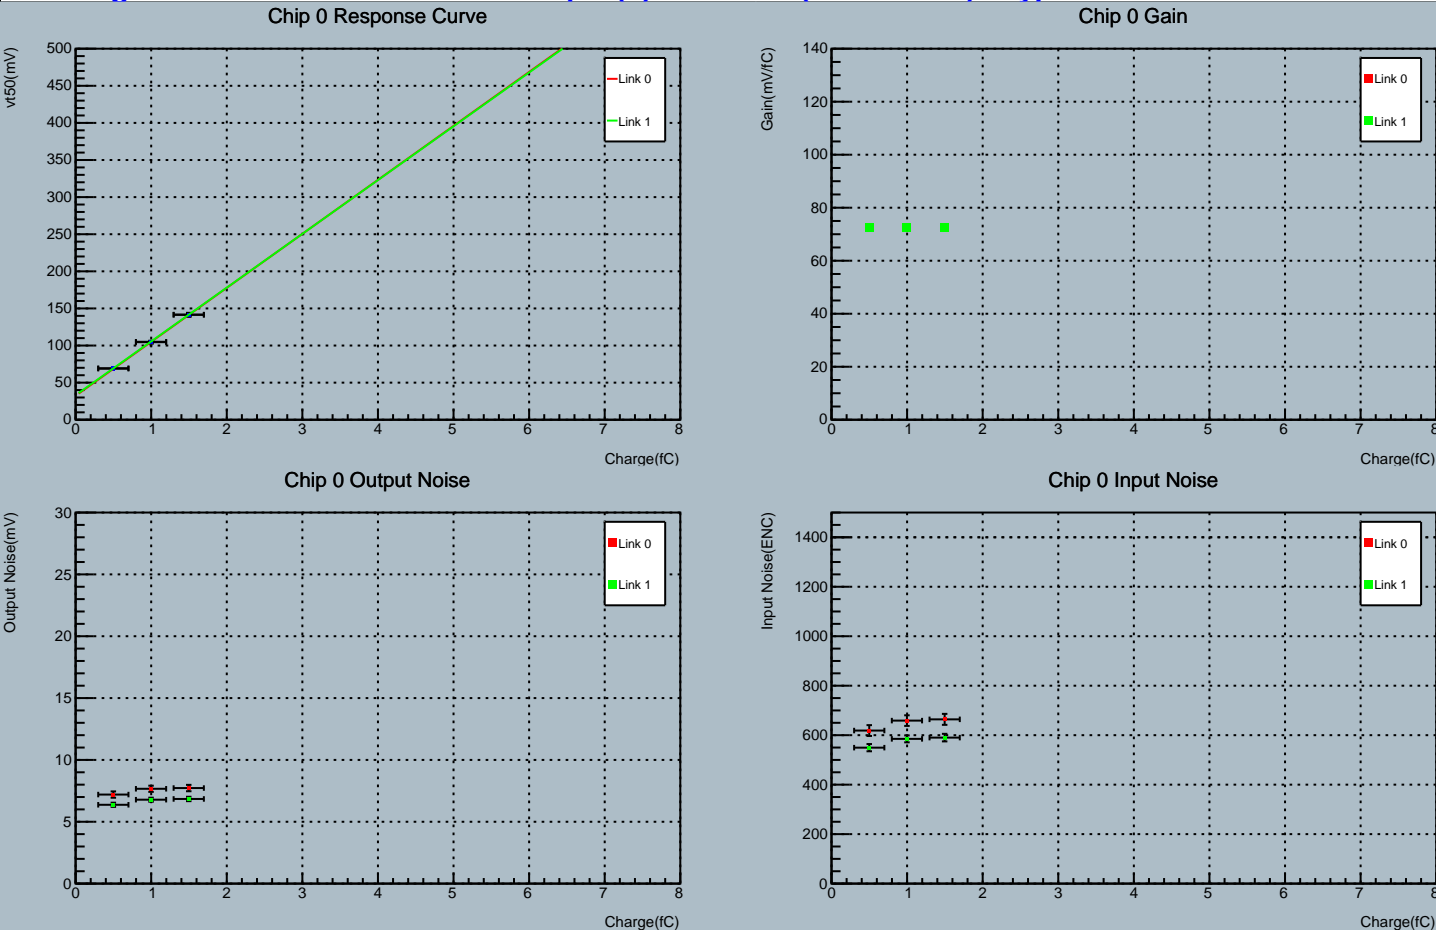 Chip 0 Response Curve
vt50(mV)
500
450
400
350
300
250
200
150
100
50
0
0 1 2 3 4 5 6 7 8
Charge(fC)
Link 0
Link 1
Chip 0 Gain
Gain(mV/fC)
140
120
100
80
60
40
20
0
0 1 2 3 4 5 6 7 8
Charge(fC)
Link 0
Link 1
Chip 0 Output Noise
Output Noise(mV)
30
25
20
15
10
5
0
0 1 2 3 4 5 6 7 8
Charge(fC)
Link 0
Link 1
Chip 0 Input Noise
Input Noise(ENC)
1400
1200
1000
800
600
400
200
0
0 1 2 3 4 5 6 7 8
Charge(fC)
Link 0
Link 1